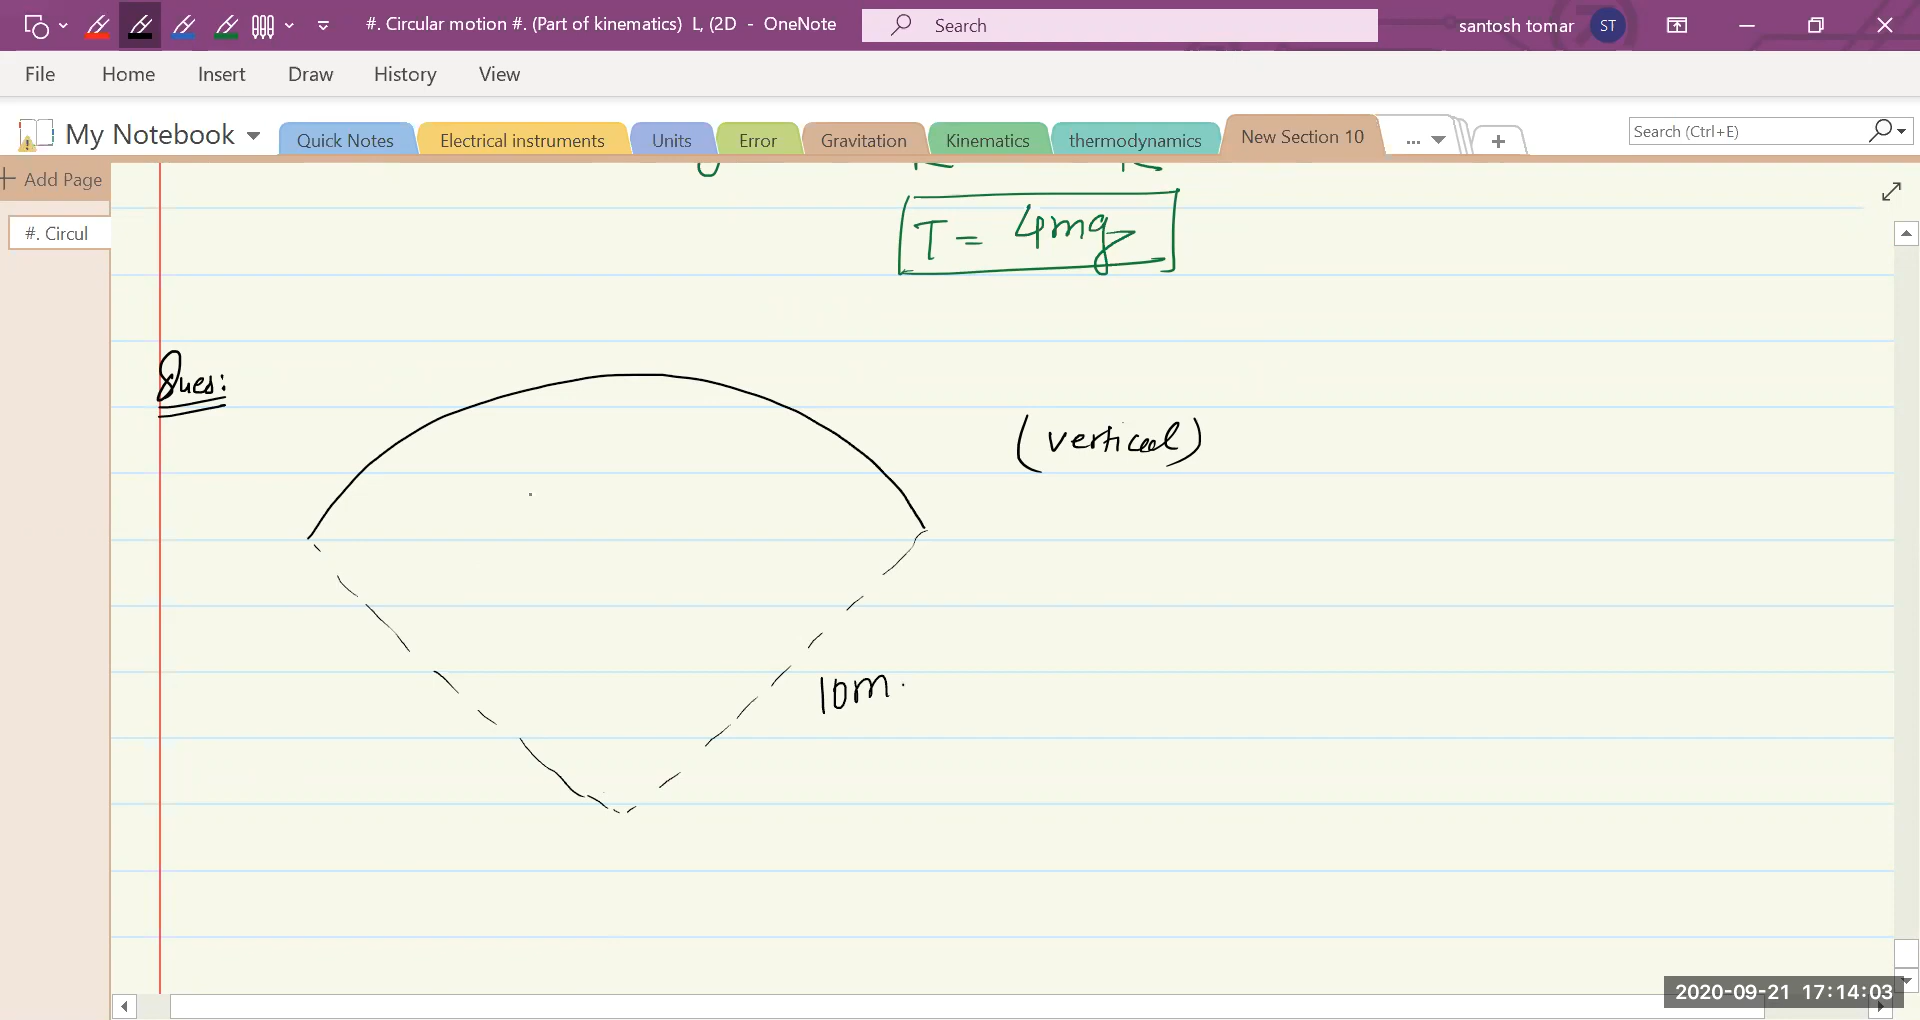 #. Circular motion #. (Part of kinematics) L, (2D - OneNote
Search
santosh tomar
ST
File
Home
Insert
Draw
History
View
My Notebook
Quick Notes
Electrical instruments
Units
Error
Gravitation
Kinematics
thermodynamics
New Section 10
...
Search (Ctrl+E)
Add Page
#. Circul
T = 4mg
Ques:
(vertical)
10m.
2020-09-21 17:14:03